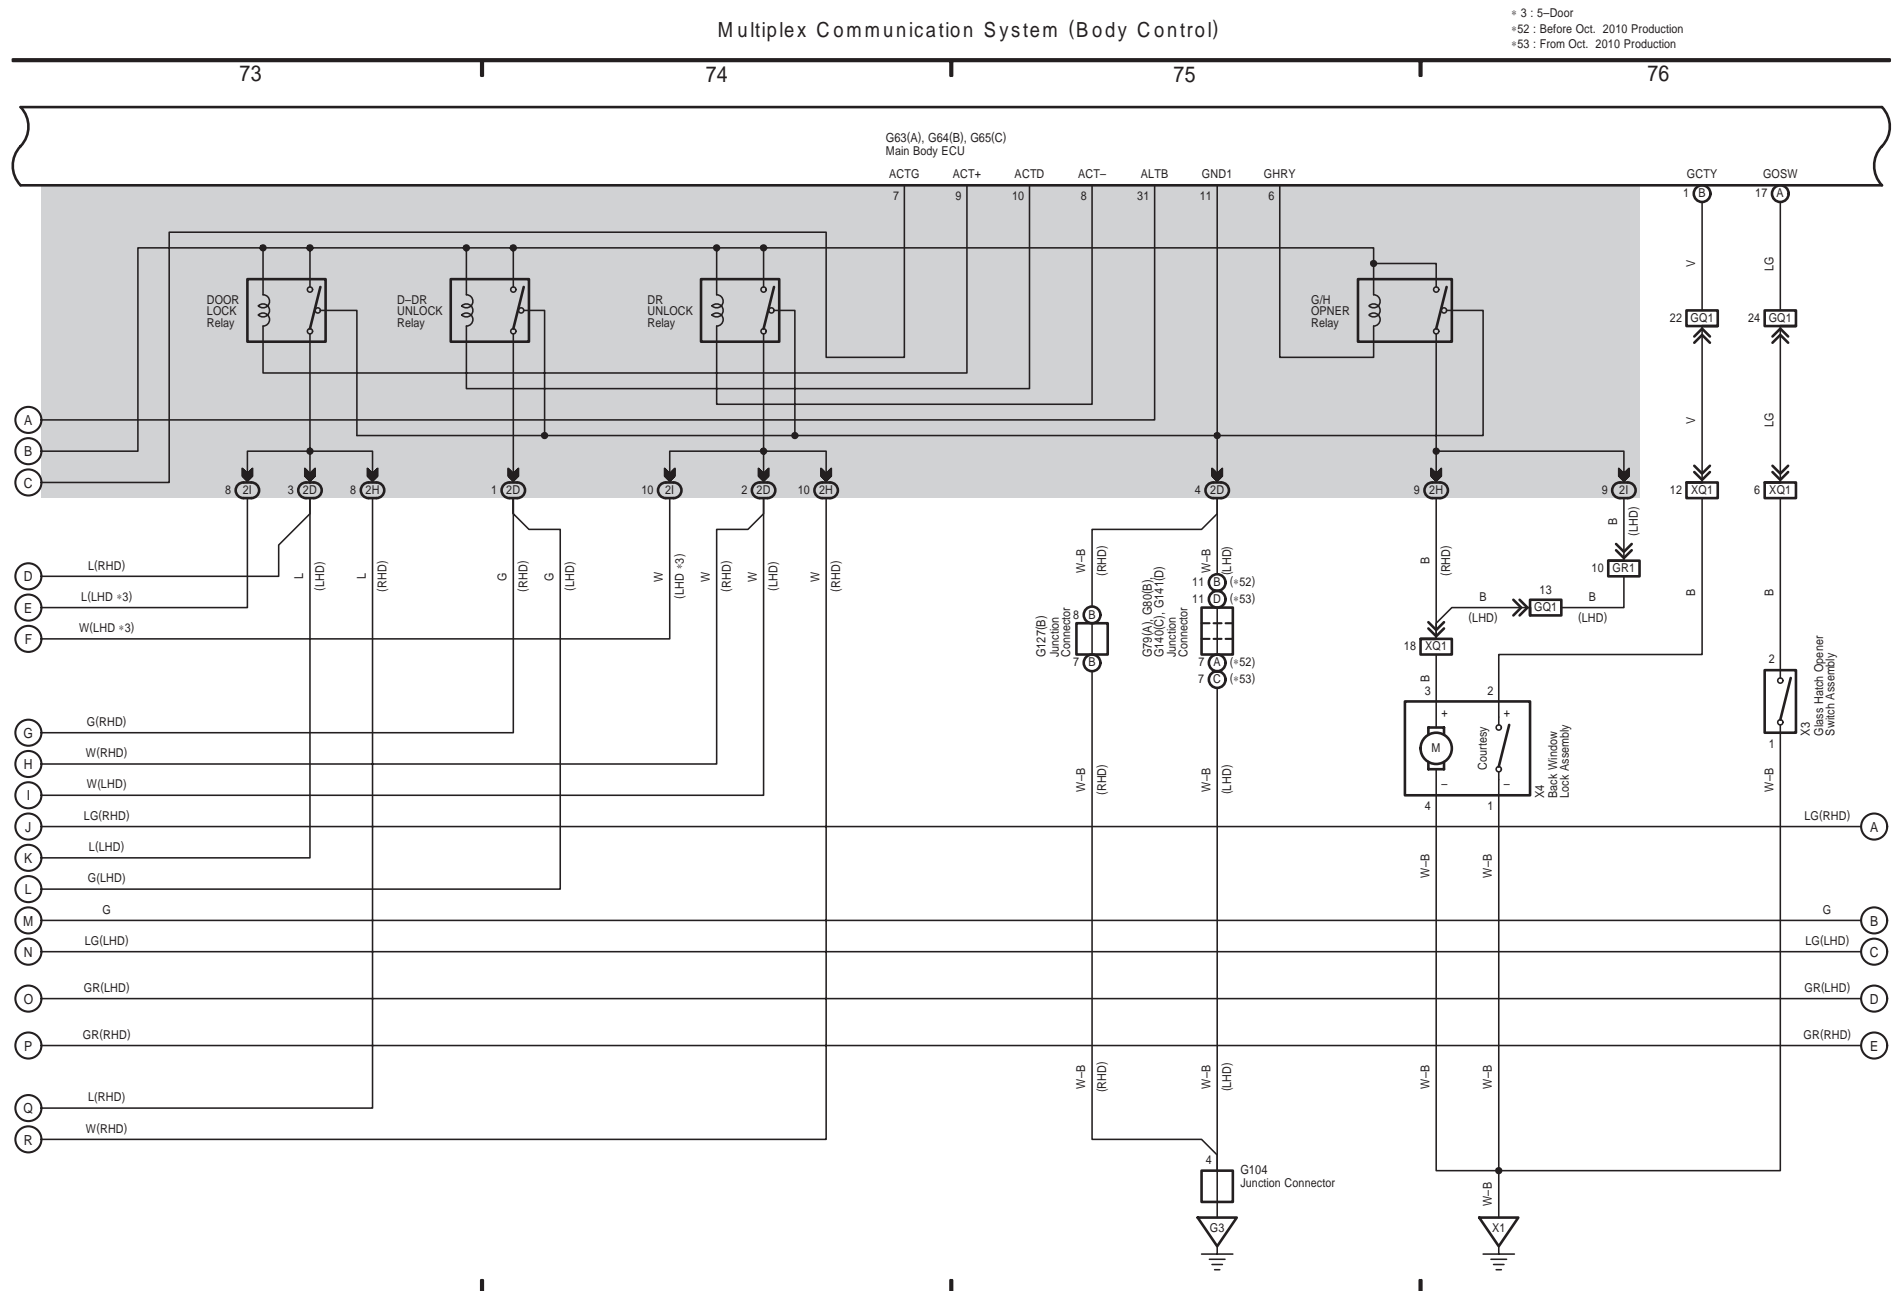 Multiplex Communication System (Body Control)
∗ 3 : 5–Door
∗52 : Before Oct. 2010 Production
∗53 : From Oct. 2010 Production
73 74 75 76
G63(A), G64(B), G65(C)
Main Body ECU
ACTG ACT+ ACTD ACT– ALTB GND1 GHRY GCTY GOSW
7 9 10 8 31 11 6 1 B 17 A
V LG
DOOR
LOCK
Relay
D–DR
UNLOCK
Relay
DR
UNLOCK
Relay
G/H
OPNER
Relay
22 GQ1 24 GQ1
A
V LG
B
C
8 2I 3 2D 8 2H 1 2D 10 2I 2 2D 10 2H 4 2D 9 2H 9 2I 12 XQ1 6 XQ1
B
(LHD)
D L(RHD)
L
(LHD)
L
(RHD)
G
(RHD)
G
(LHD)
W
(LHD ∗3)
W
(RHD)
W
(LHD)
W
(RHD)
W–B
(RHD)
W–B
(LHD)
B
(RHD)
10 GR1
11 B (∗52)
11 D (∗53)
E L(LHD ∗3)
13
B
(LHD)
GQ1
B
(LHD)
B B
8 B
G127(B)
Junction
Connector
7 B
G79(A), G80(B),
G140(C), G141(D)
Junction
Connector
7 A (∗52)
7 C (∗53)
F W(LHD ∗3)
18 XQ1
B
3 2
+ +
M
Courtesy
– –
4 1
X4
Back Window
Lock Assembly
2
1
X3
Glass Hatch Opener
Switch Assembly
G G(RHD)
H W(RHD)
W–B
(RHD)
W–B
(LHD)
W–B
I W(LHD)
J LG(RHD) LG(RHD) A
K L(LHD)
W–B W–B
L G(LHD)
M G G B
N LG(LHD) LG(LHD) C
O GR(LHD) GR(LHD) D
P GR(RHD) GR(RHD) E
W–B
(RHD)
W–B
(LHD)
W–B W–B
Q L(RHD)
R W(RHD)
4
G104
Junction Connector
W–B
G3 X1